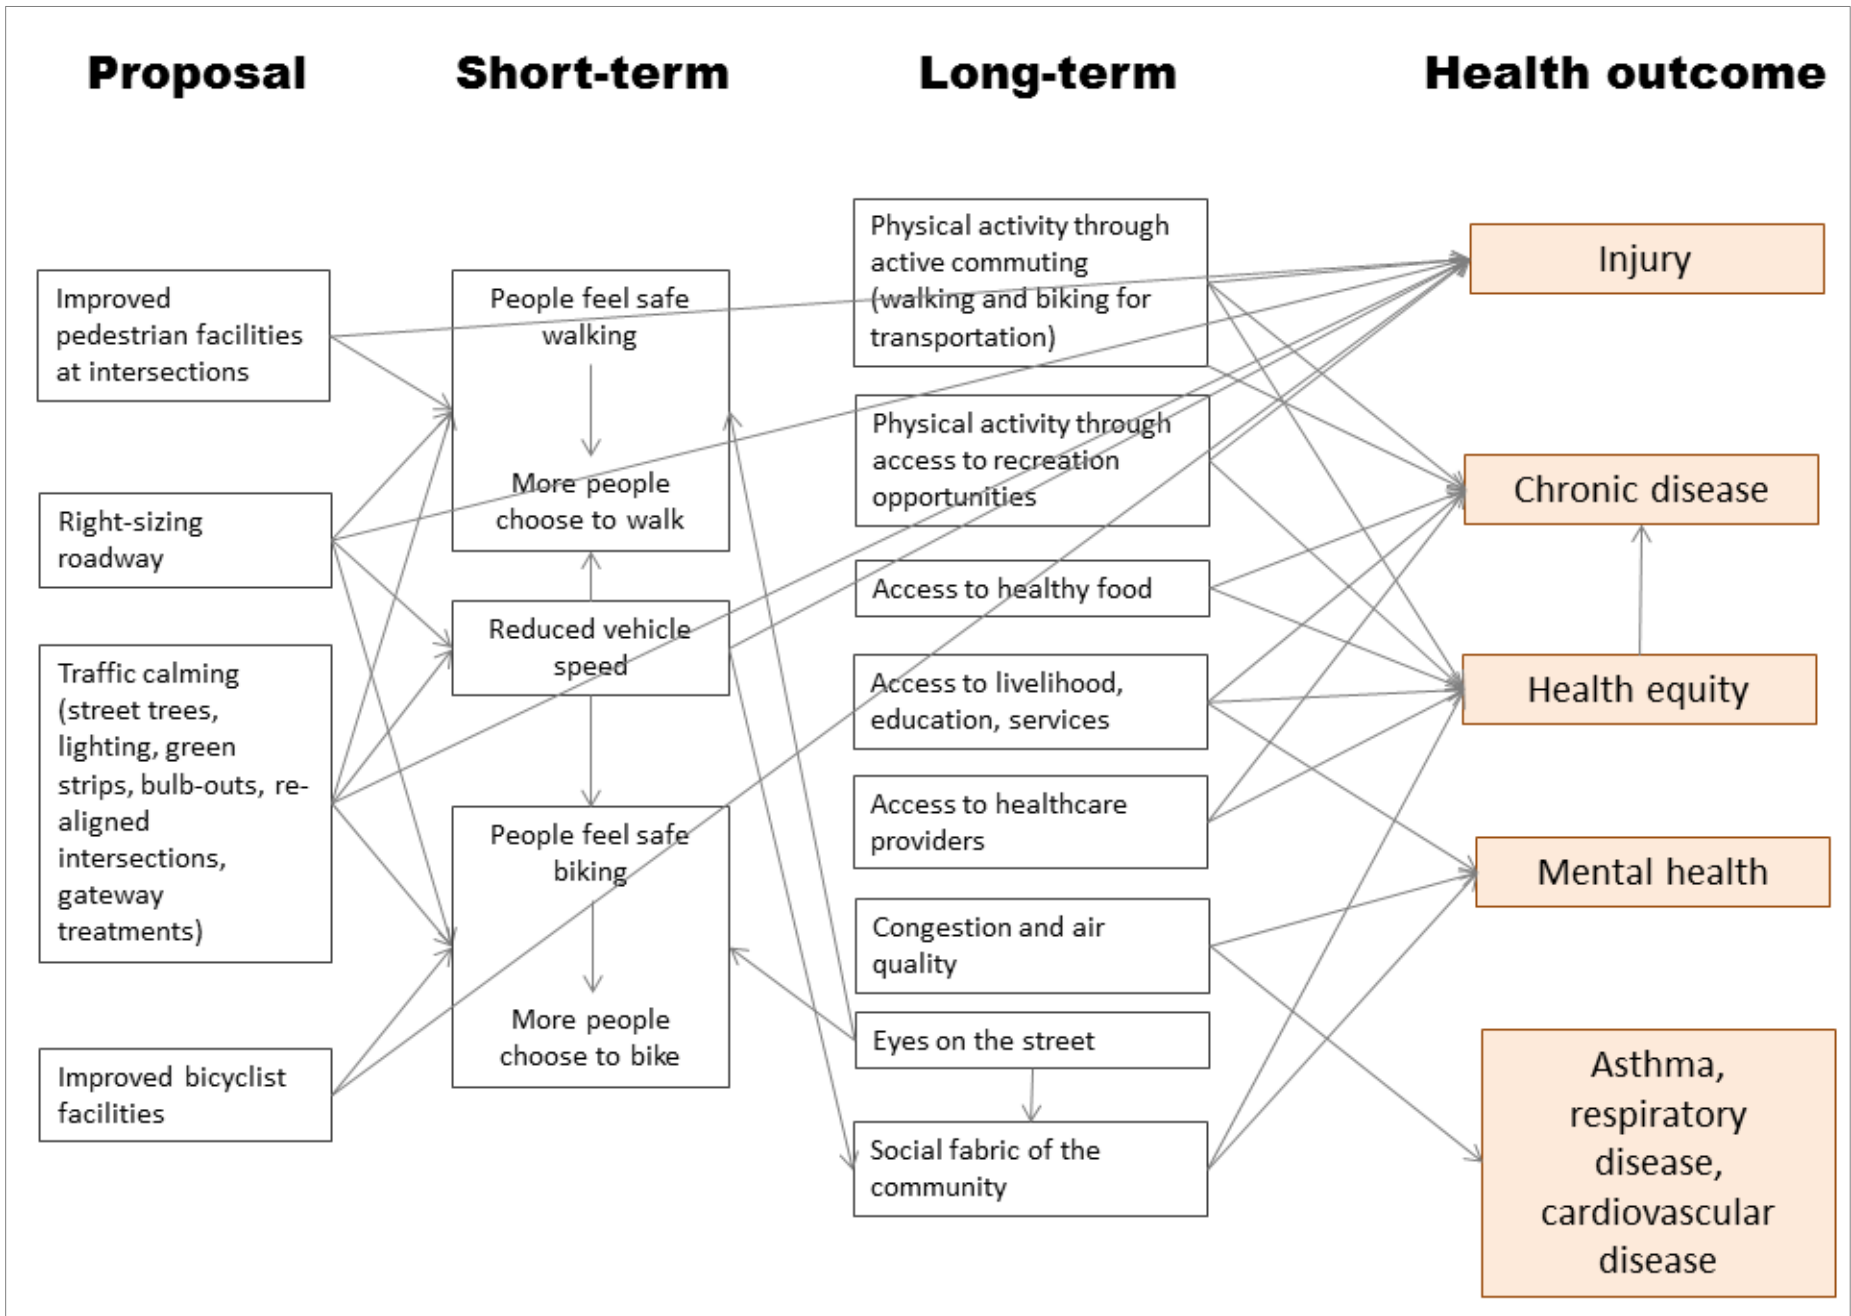 Proposal
Short-term
Long-term
Health outcome
Improved
pedestrian facilities
at intersections
Right-sizing
roadway
Traffic calming
(street trees,
lighting, green
strips, bulb-outs, re-
aligned
intersections,
gateway
treatments)
Improved bicyclist
facilities
People feel safe
walking
More people
choose to walk
Reduced vehicle
speed
People feel safe
biking
More people
choose to bike
Physical activity through
active commuting
(walking and biking for
transportation)
Physical activity through
access to recreation
opportunities
Access to healthy food
Access to livelihood,
education, services
Access to healthcare
providers
Congestion and air
quality
Eyes on the street
Social fabric of the
community
Injury
Chronic disease
Health equity
Mental health
Asthma,
respiratory
disease,
cardiovascular
disease